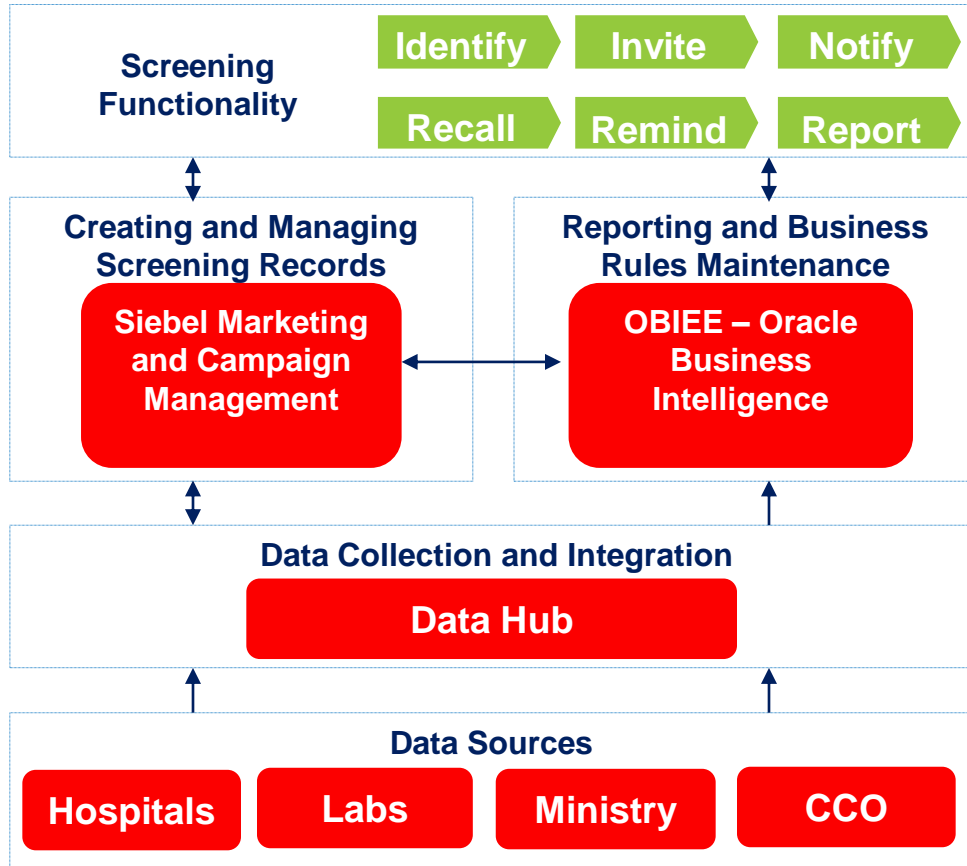 Screening
Functionality
Identify
Invite
Notify
Recall
Remind
Report
Creating and Managing
Screening Records
Siebel Marketing
and Campaign
Management
Reporting and Business
Rules Maintenance
OBIEE – Oracle
Business
Intelligence
Data Collection and Integration
Data Hub
Data Sources
Hospitals
Labs
Ministry
CCO